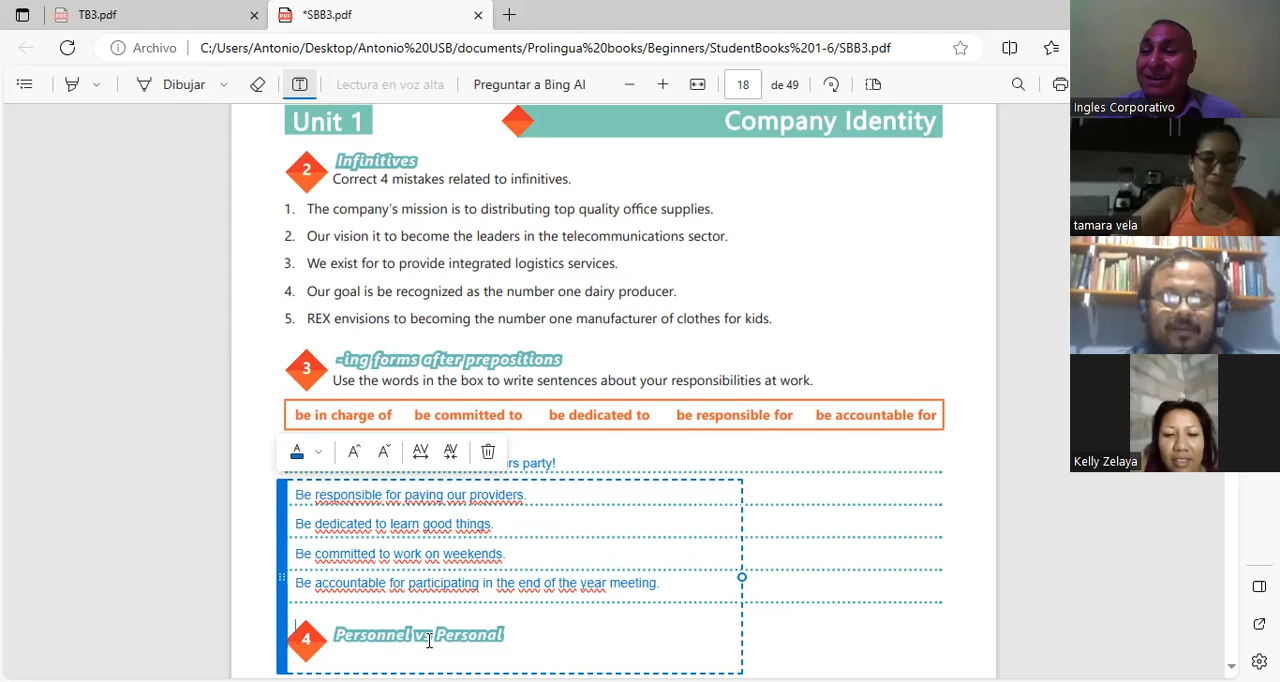 TB3.pdf
*SBB3.pdf
Archivo
C:/Users/Antonio/Desktop/Antonio%20USB/documents/Prolingua%20books/Beginners/StudentBooks%201-6/SBB3.pdf
Dibujar
Lectura en voz alta
Preguntar a Bing AI
18
de 49
Unit 1
Company Identity
2
Infinitives
Correct 4 mistakes related to infinitives.
1. The company's mission is to distributing top quality office supplies.
2. Our vision it to become the leaders in the telecommunications sector.
3. We exist for to provide integrated logistics services.
4. Our goal is be recognized as the number one dairy producer.
5. REX envisions to becoming the number one manufacturer of clothes for kids.
3
-ing forms after prepositions
Use the words in the box to write sentences about your responsibilities at work.
be in charge of be committed to be dedicated to be responsible for be accountable for
A A A AV AV
rs party!
Be responsible for paying our providers.
Be dedicated to learn good things.
Be committed to work on weekends.
Be accountable for participating in the end of the year meeting.
4
Personnel vs Personal
Ingles Corporativo
tamara vela
Kelly Zelaya